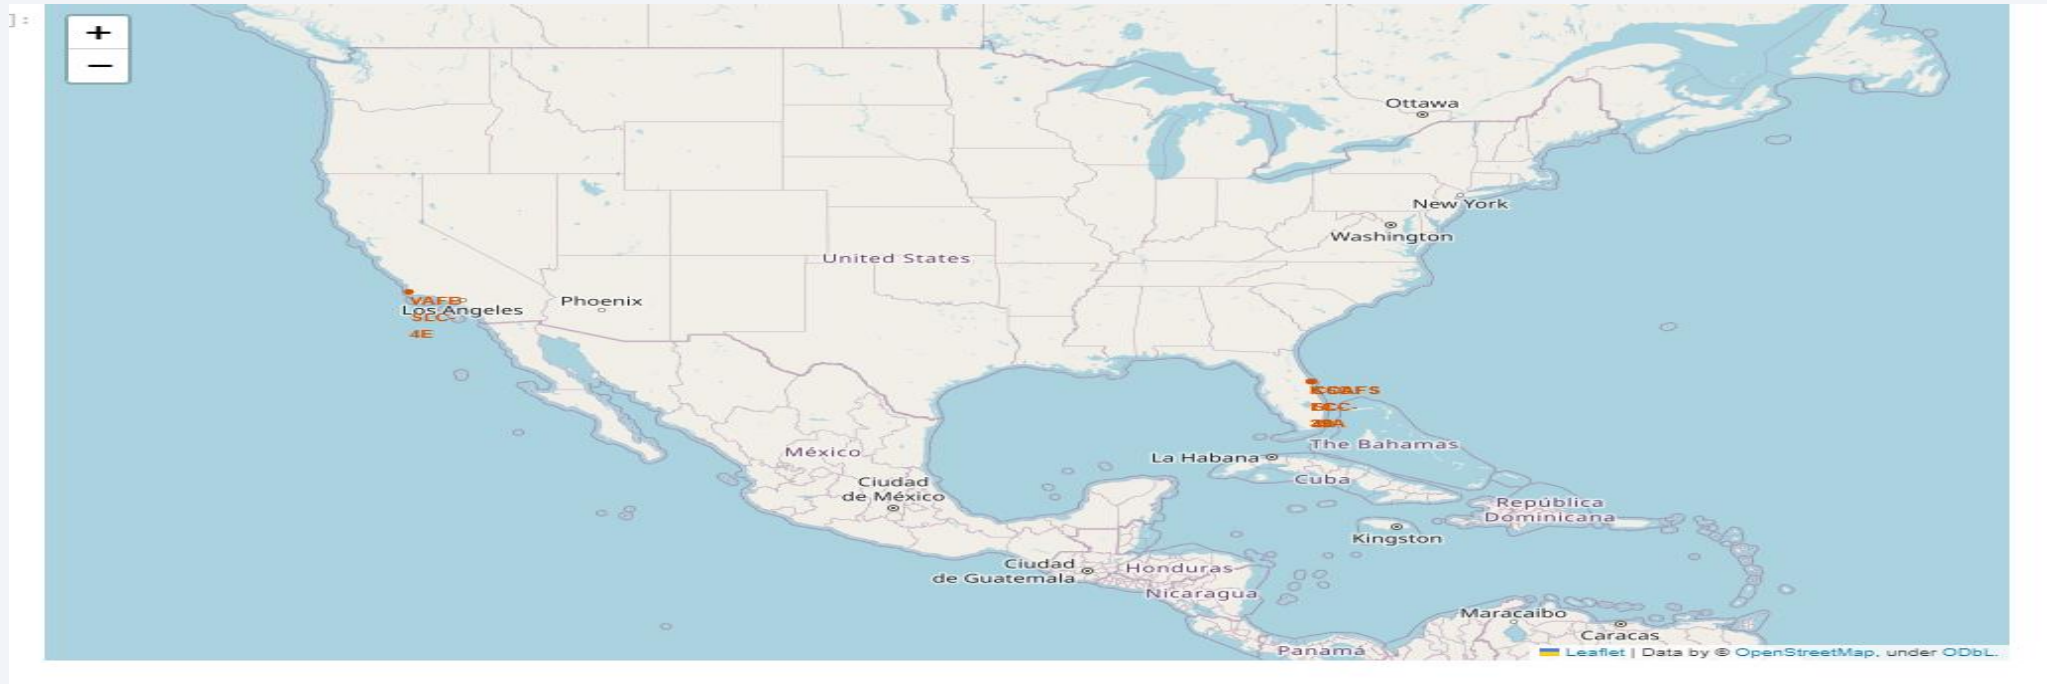 ]:
+
−
Ottawa
New York
Washington
United States
VAFB
Los Angeles
SLC-
4E
Phoenix
The Bahamas
La Habana
Cuba
México
Ciudad
de México
República
Dominicana
Kingston
Ciudad
de Guatemala
Honduras
Nicaragua
Maracaibo
Caracas
Panamá
Leaflet | Data by © OpenStreetMap, under ODbL.